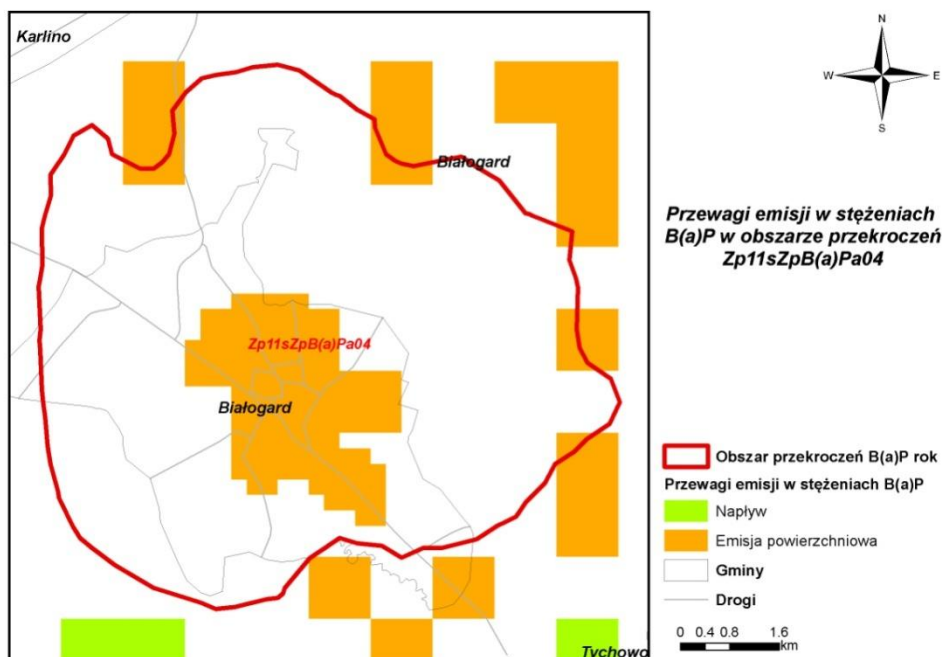 Karlino
Białogard
Zp11sZpB(a)Pa04
Białogard
Tychowo
N
W E
S
Przewagi emisji w stężeniach
B(a)P w obszarze przekroczeń
Zp11sZpB(a)Pa04
Obszar przekroczeń B(a)P rok
Przewagi emisji w stężeniach B(a)P
Napływ
Emisja powierzchniowa
Gminy
Drogi
0 0.4 0.8 1.6
km